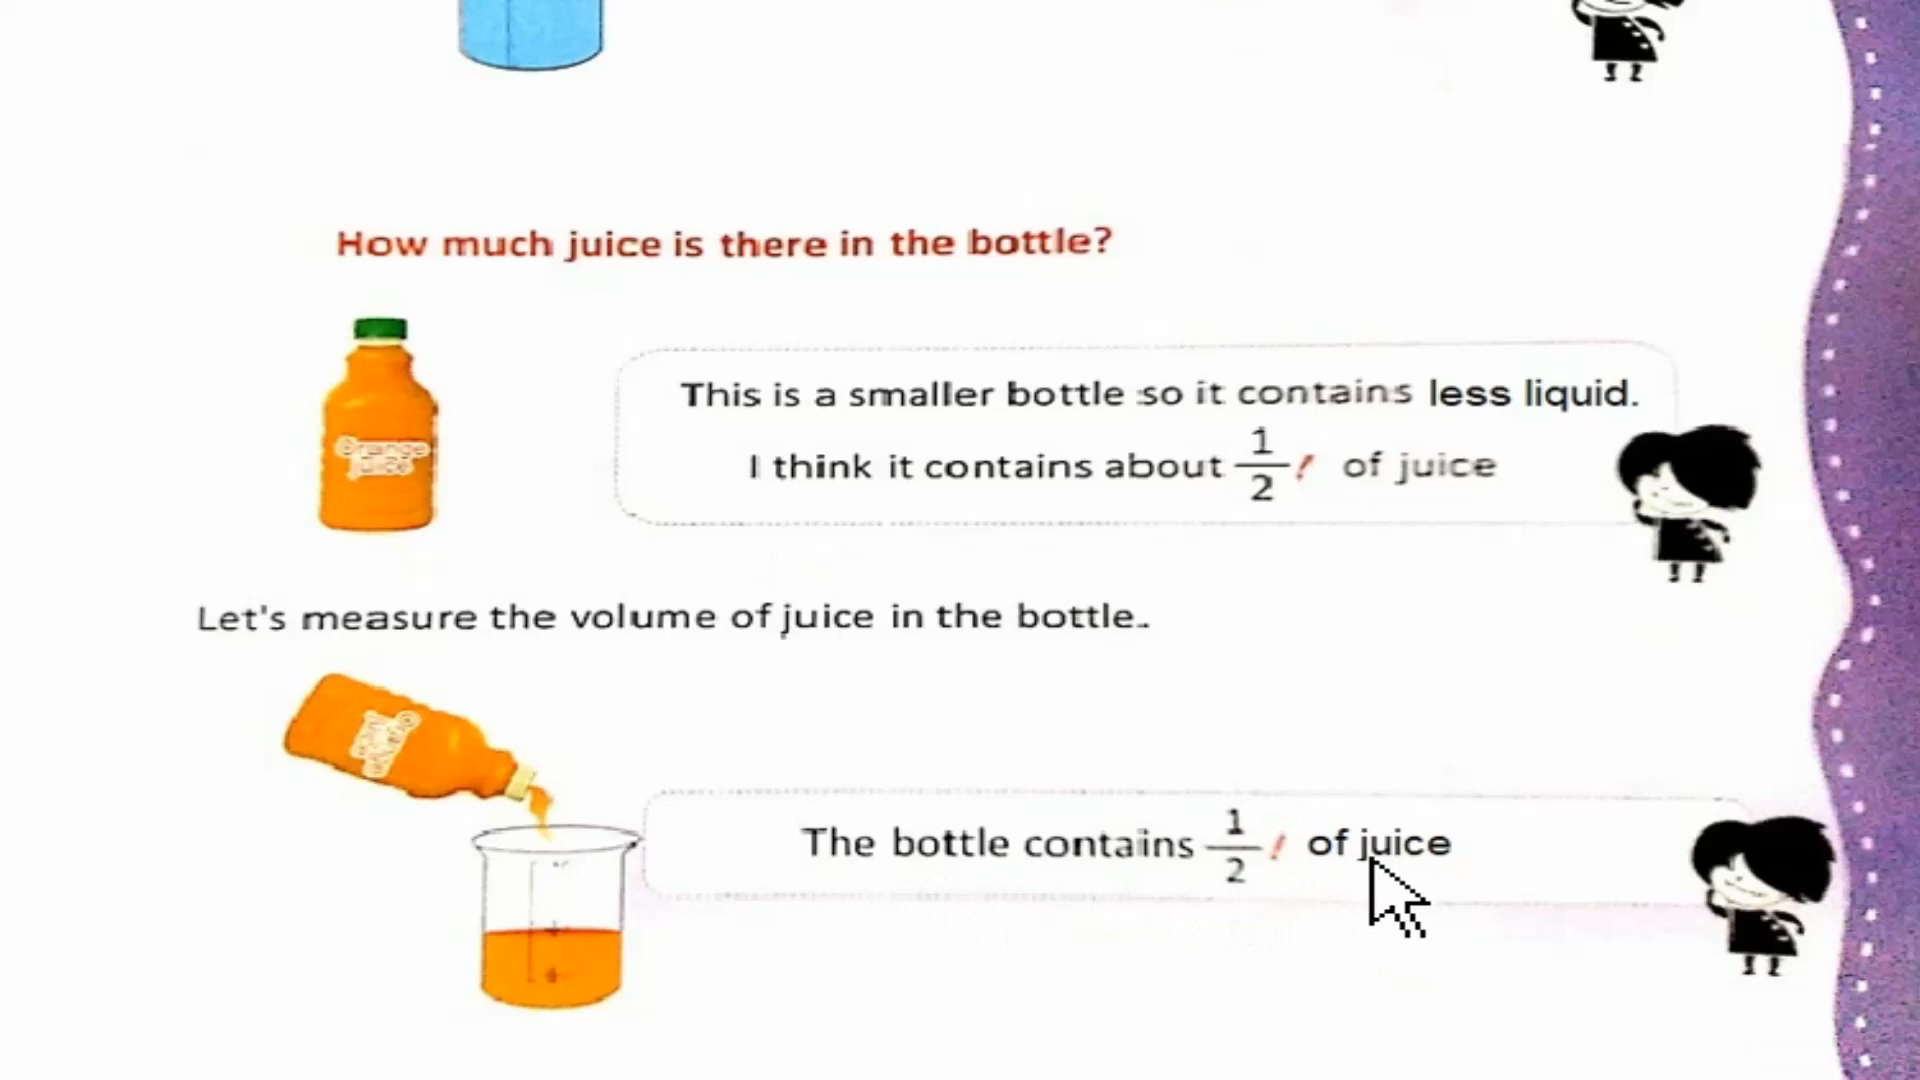 How much juice is there in the bottle?
Orange
juice
This is a smaller bottle so it contains less liquid.
I think it contains about 1/2 l of juice
Let's measure the volume of juice in the bottle.
The bottle contains 1/2 l of juice